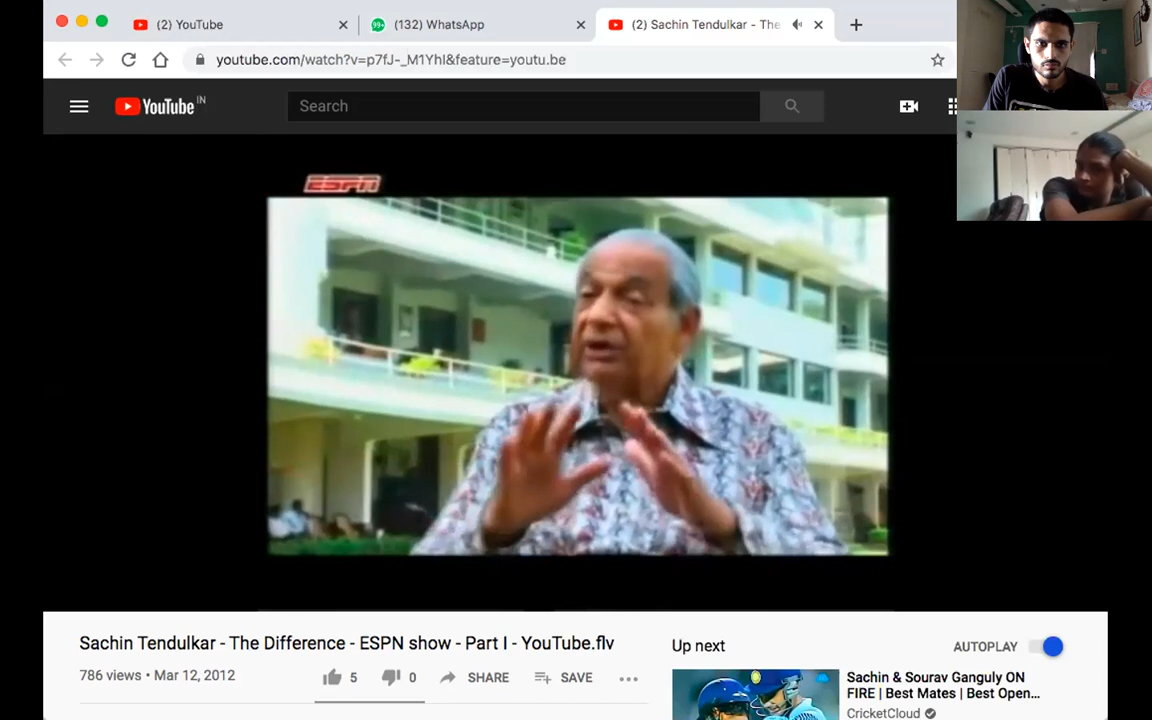 (2) YouTube
99+
(132) WhatsApp
(2) Sachin Tendulkar - The
youtube.com/watch?v=p7fJ-_M1YhI&feature=youtu.be
YouTube IN
Search
ESPN
Sachin Tendulkar - The Difference - ESPN show - Part I - YouTube.flv
786 views • Mar 12, 2012
5
0
SHARE
SAVE
Up next
AUTOPLAY
Sachin & Sourav Ganguly ON
FIRE | Best Mates | Best Open...
CricketCloud